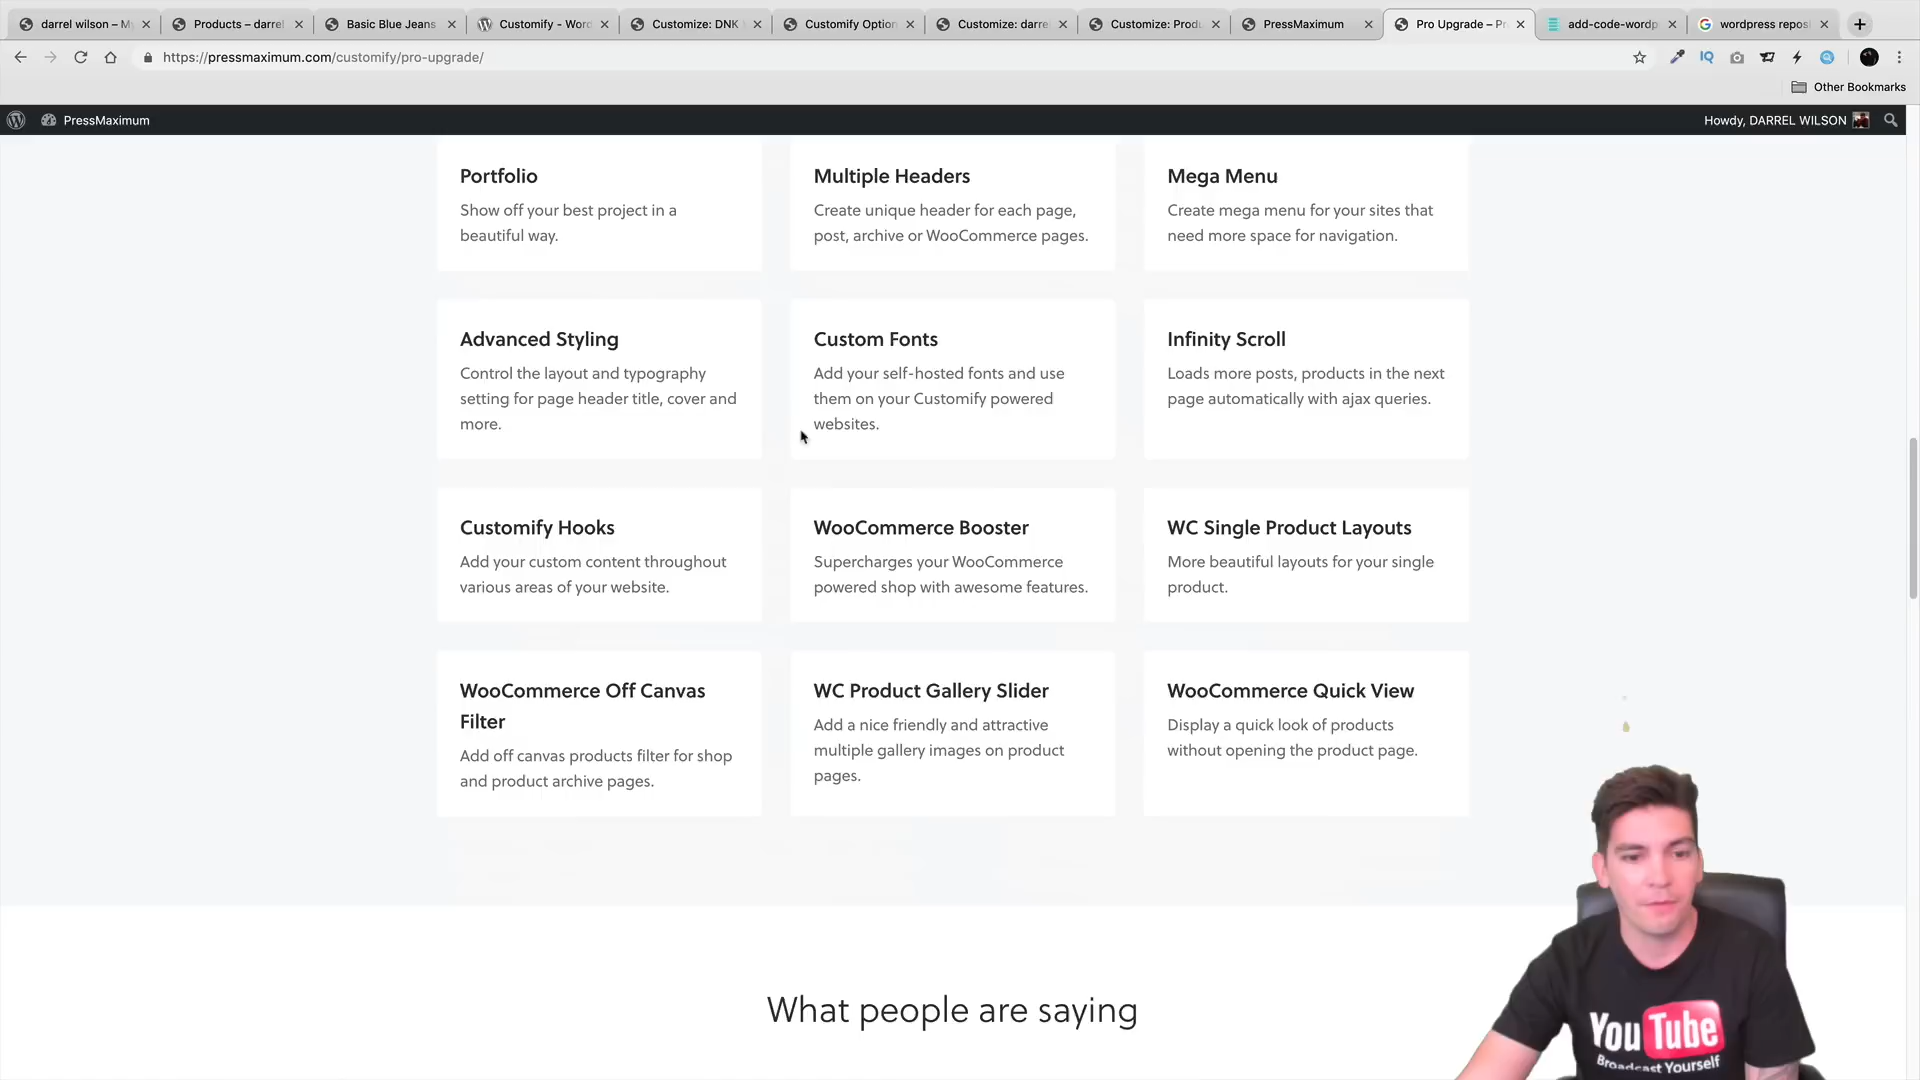 darrel wilson – M
Products – darrel
Basic Blue Jeans
Customify - Word
Customize: DNK
Customify Option
Customize: darre
Customize: Produ
PressMaximum
Pro Upgrade – Pr
add-code-wordp
wordpress repos
https://pressmaximum.com/customify/pro-upgrade/
IQ
Other Bookmarks
PressMaximum
Howdy, DARREL WILSON
Portfolio
Show off your best project in a
beautiful way.
Multiple Headers
Create unique header for each page,
post, archive or WooCommerce pages.
Mega Menu
Create mega menu for your sites that
need more space for navigation.
Advanced Styling
Control the layout and typography
setting for page header title, cover and
more.
Custom Fonts
Add your self-hosted fonts and use
them on your Customify powered
websites.
Infinity Scroll
Loads more posts, products in the next
page automatically with ajax queries.
Customify Hooks
Add your custom content throughout
various areas of your website.
WooCommerce Booster
Supercharges your WooCommerce
powered shop with awesome features.
WC Single Product Layouts
More beautiful layouts for your single
product.
WooCommerce Off Canvas
Filter
Add off canvas products filter for shop
and product archive pages.
WC Product Gallery Slider
Add a nice friendly and attractive
multiple gallery images on product
pages.
WooCommerce Quick View
Display a quick look of products
without opening the product page.
What people are saying
YouTube
Broadcast Yourself